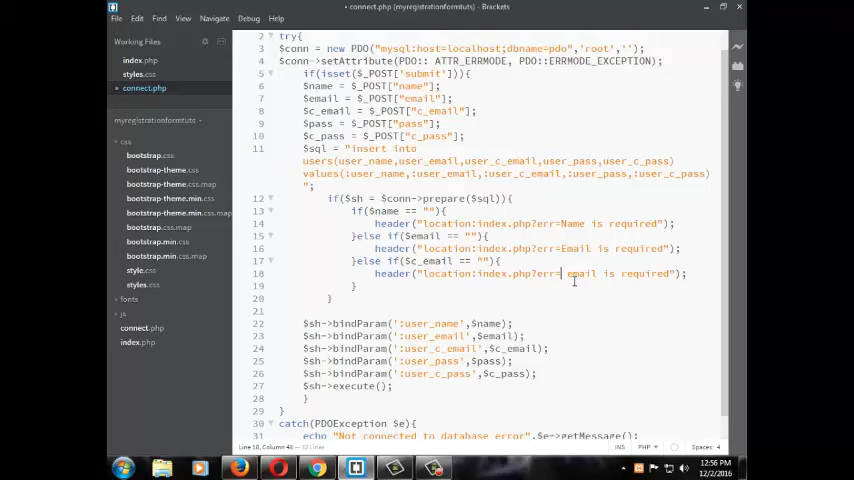 • connect.php (myregistrationformtuts) - Brackets
File Edit Find View Navigate Debug Help
Working Files
index.php
styles.css
• connect.php
myregistrationformtuts
css
bootstrap.css
bootstrap-theme.css
bootstrap-theme.css.map
bootstrap-theme.min.css
bootstrap-theme.min.css.map
bootstrap.css.map
bootstrap.min.css
bootstrap.min.css.map
style.css
styles.css
fonts
js
connect.php
index.php
2 try{
3 $conn = new PDO("mysql:host=localhost;dbname=pdo",'root','');
4 $conn->setAttribute(PDO:: ATTR_ERRMODE, PDO::ERRMODE_EXCEPTION);
5 if(isset($_POST['submit'])){
6 $name = $_POST["name"];
7 $email = $_POST["email"];
8 $c_email = $_POST["c_email"];
9 $pass = $_POST["pass"];
10 $c_pass = $_POST["c_pass"];
11 $sql = "insert into
users(user_name,user_email,user_c_email,user_pass,user_c_pass)
values(:user_name,:user_email,:user_c_email,:user_pass,:user_c_pass)
";
12 if($sh = $conn->prepare($sql)){
13 if($name == ""){
14 header("location:index.php?err=Name is required");
15 }else if($email == ""){
16 header("location:index.php?err=Email is required");
17 }else if($c_email == ""){
18 header("location:index.php?err= email is required");
19 }
20 }
21
22 $sh->bindParam(':user_name',$name);
23 $sh->bindParam(':user_email',$email);
24 $sh->bindParam(':user_c_email',$c_email);
25 $sh->bindParam(':user_pass',$pass);
26 $sh->bindParam(':user_c_pass',$c_pass);
27 $sh->execute();
28 }
29 }
30 catch(PDOException $e){
31 echo "Not connected to database error",$e->getMessage();
Line 18, Column 46 — 32 Lines
INS PHP Spaces: 4
12:56 PM
12/2/2016